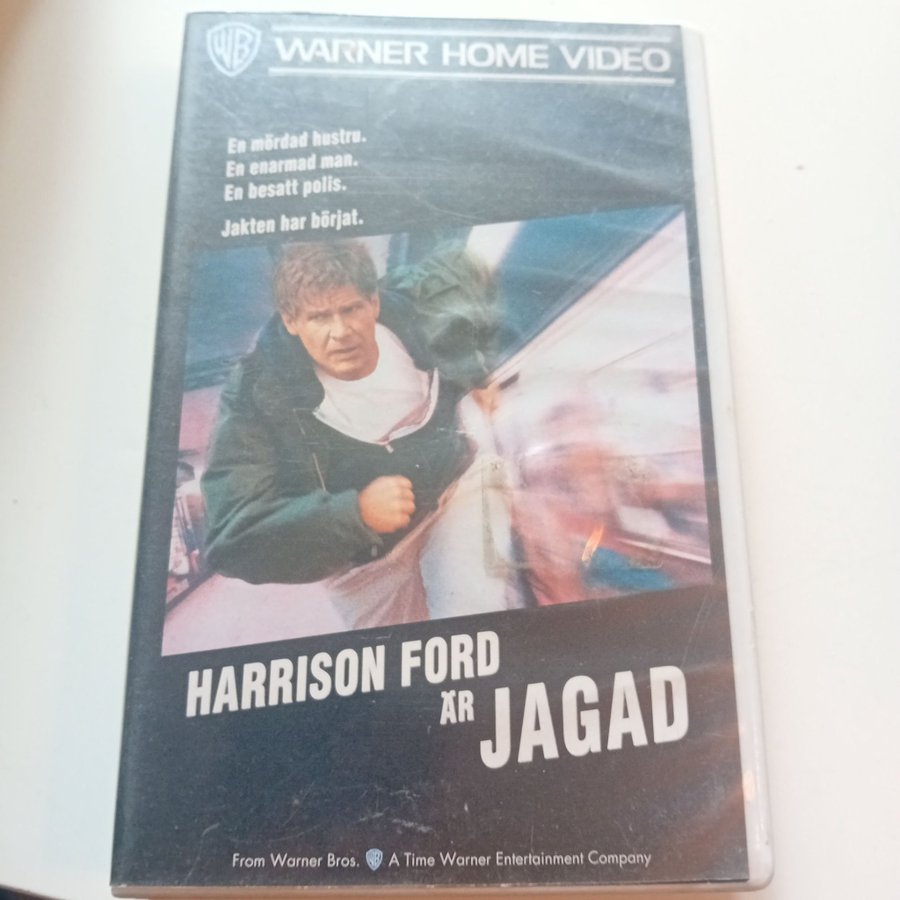 WB WARNER HOME VIDEO
En mördad hustru.
En enarmad man.
En besatt polis.
Jakten har börjat.
HARRISON FORD
ÄR JAGAD
From Warner Bros. WB A Time Warner Entertainment Company